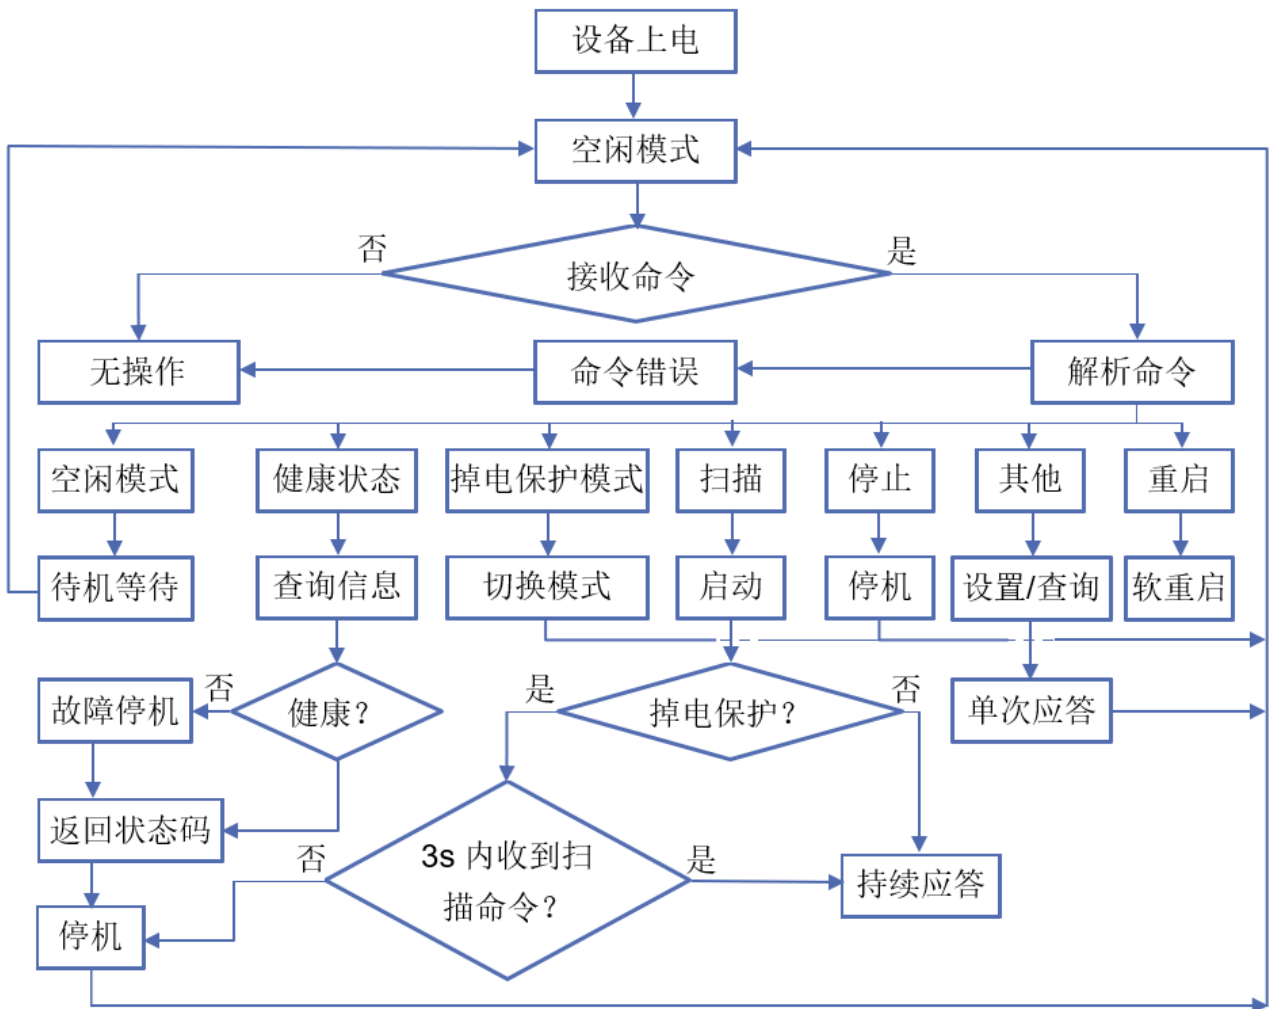 设备上电
空闲模式
否
是
接收命令
无操作
命令错误
解析命令
空闲模式
健康状态
掉电保护模式
扫描
停止
其他
重启
待机等待
查询信息
切换模式
启动
停机
设置/查询
软重启
否
是
否
故障停机
健康？
掉电保护？
单次应答
返回状态码
否
3s 内收到扫
描命令？
是
持续应答
停机